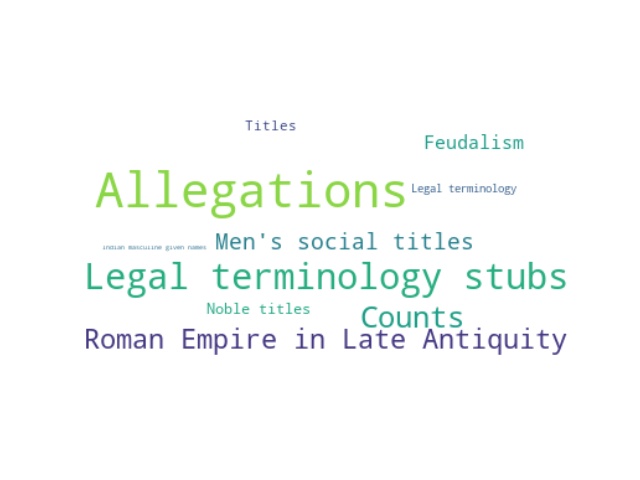 Titles
Feudalism
Allegations
Legal terminology
indian masculine given names
Men's social titles
Legal terminology stubs
Noble titles
Counts
Roman Empire in Late Antiquity